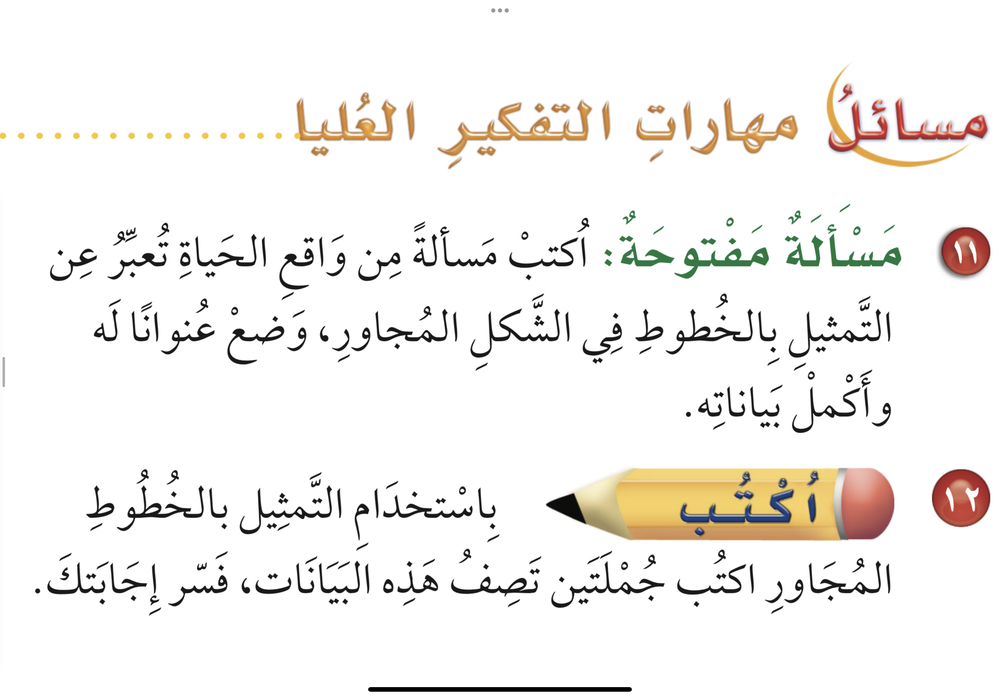 مسائلُ مهاراتِ التفكيرِ العُليا
١١ مَسْأَلَةٌ مَفْتوحَةٌ: اُكتبْ مَسألةً مِن وَاقعِ الحَياةِ تُعبّرُ عِن
التَّمثيلِ بِالخُطوطِ فِي الشَّكلِ المُجاورِ، وَضعْ عُنوانًا لَه
وأَكْملْ بَياناتِه.
١٢ اُكْتُب بِاسْتخدَامِ التَّمثِيل بالخُطُوطِ
المُجَاورِ اكتُب جُمْلَتَين تَصِفُ هَذِه البَيَانَات، فَسّر إِجَابَتكَ.